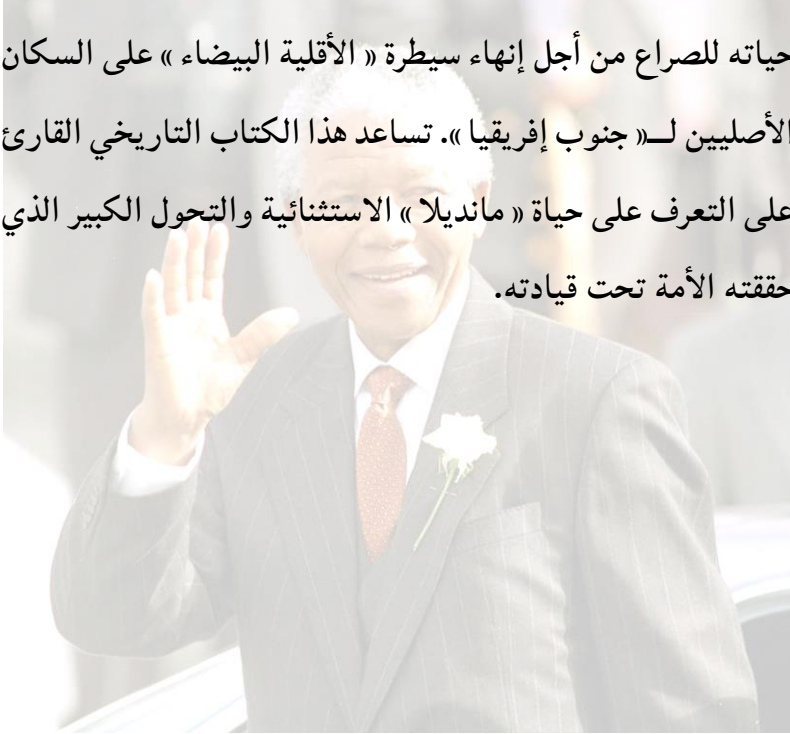 حياته للصراع من أجل إنهاء سيطرة « الأقلية البيضاء » على السكان
الأصليين لــ« جنوب إفريقيا ». تساعد هذا الكتاب التاريخي القارئ
على التعرف على حياة « مانديلا » الاستثنائية والتحول الكبير الذي
حققته الأمة تحت قيادته.